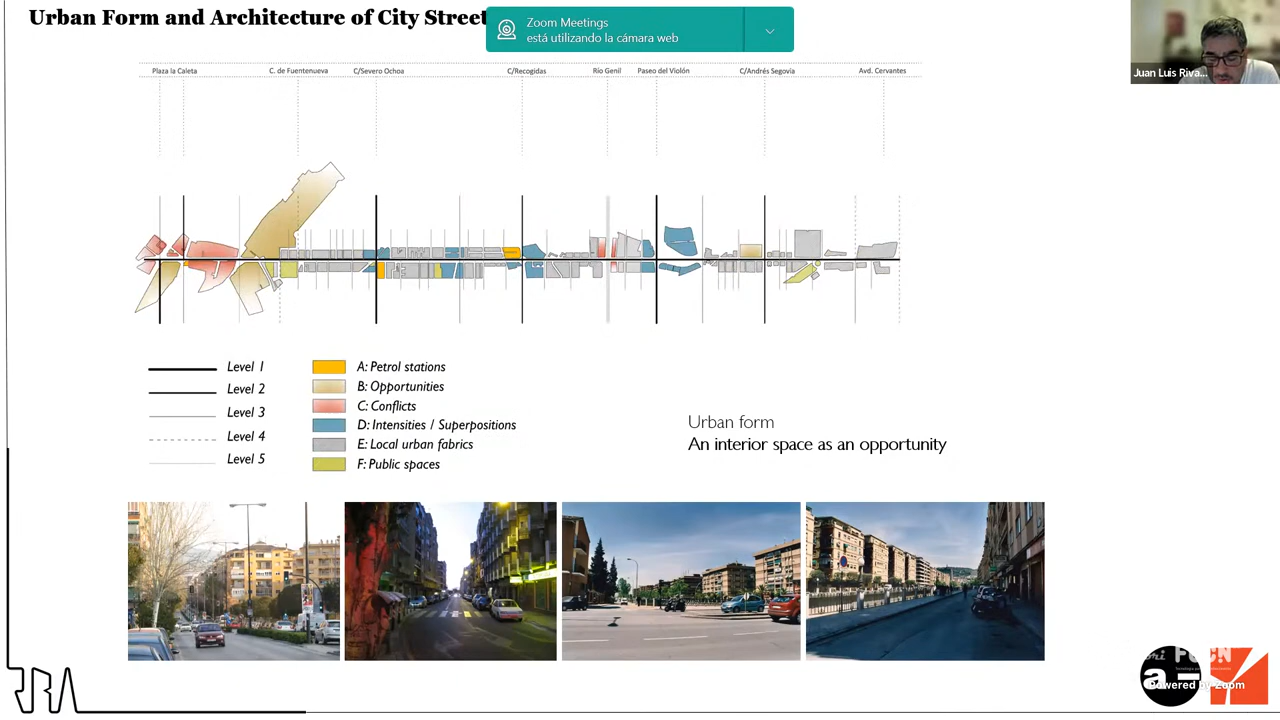 Urban Form and Architecture of City Street
Zoom Meetings
está utilizando la cámara web
Juan Luis Riva...
Plaza la Caleta
C. de Fuentenueva
C/Severo Ochoa
C/Recogidas
Río Genil
Paseo del Violón
C/Andrés Segovia
Avd. Cervantes
Level 1
Level 2
Level 3
Level 4
Level 5
A: Petrol stations
B: Opportunities
C: Conflicts
D: Intensities / Superpositions
E: Local urban fabrics
F: Public spaces
Urban form
An interior space as an opportunity
a-
Powered by Zoom